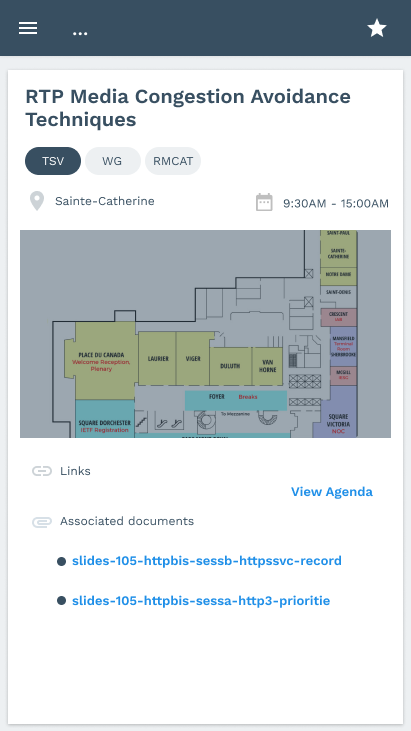 ...
RTP Media Congestion Avoidance
Techniques
TSV
WG
RMCAT
Sainte-Catherine
9:30AM - 15:00AM
SAINT-PAUL
SAINTE-
CATHERINE
NOTRE DAME
SAINT-DENIS
CRESCENT
MANSFIELD
Terminal
Room
SHERBROOKE
MCGILL
PLACE DU CANADA
Welcome Reception,
Plenary
LAURIER
VIGER
DULUTH
VAN
HORNE
FOYER Breaks
To Mezzanine
SQUARE DORCHESTER
IETF Registration
SQUARE
VICTORIA
NOC
Links
View Agenda
Associated documents
slides-105-httpbis-sessb-httpssvc-record
slides-105-httpbis-sessa-http3-prioritie